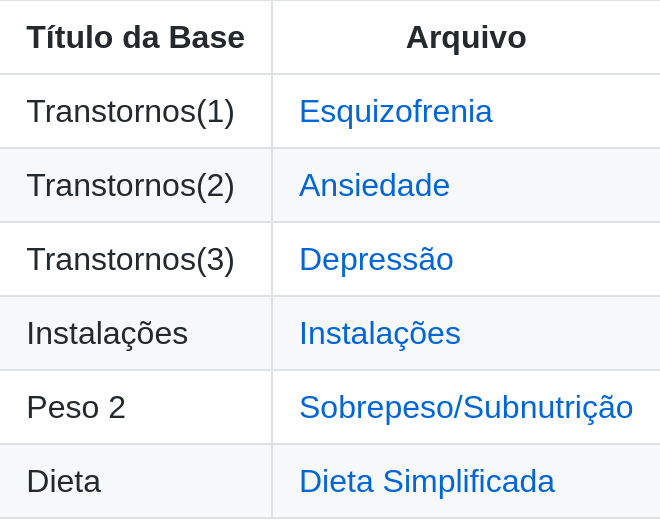 Título da Base Arquivo
Transtornos(1) Esquizofrenia
Transtornos(2) Ansiedade
Transtornos(3) Depressão
Instalações Instalações
Peso 2 Sobrepeso/Subnutrição
Dieta Dieta Simplificada